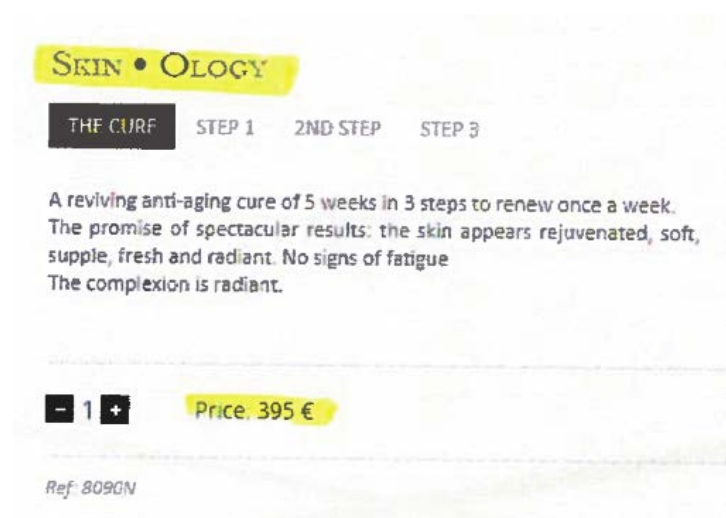 SKIN • OLOGY
THE CURE STEP 1 2ND STEP STEP 3
A reviving anti-aging cure of 5 weeks in 3 steps to renew once a week.
The promise of spectacular results: the skin appears rejuvenated, soft,
supple, fresh and radiant. No signs of fatigue
The complexion is radiant.
- 1 + Price: 395 €
Ref: 8090N